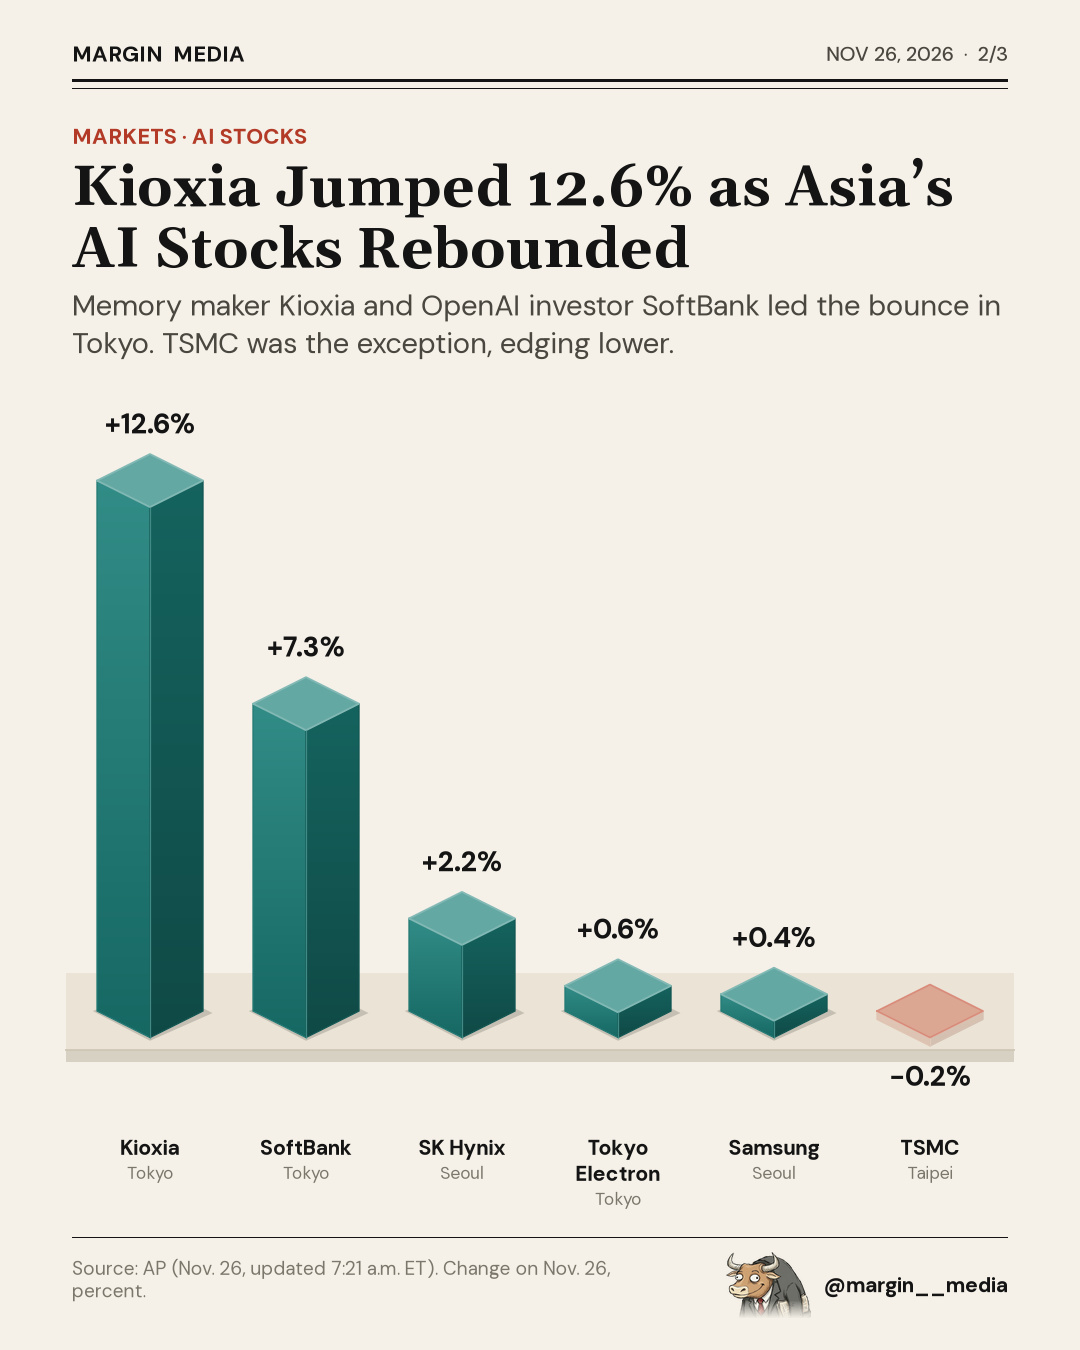 MARGIN MEDIA
NOV 26, 2026 · 2/3
MARKETS · AI STOCKS
Kioxia Jumped 12.6% as Asia’s
AI Stocks Rebounded
Memory maker Kioxia and OpenAI investor SoftBank led the bounce in
Tokyo. TSMC was the exception, edging lower.
+12.6%
+7.3%
+2.2%
+0.6%
+0.4%
−0.2%
Kioxia
Tokyo
SoftBank
Tokyo
SK Hynix
Seoul
Tokyo
Electron
Tokyo
Samsung
Seoul
TSMC
Taipei
Source: AP (Nov. 26, updated 7:21 a.m. ET). Change on Nov. 26,
percent.
@margin__media